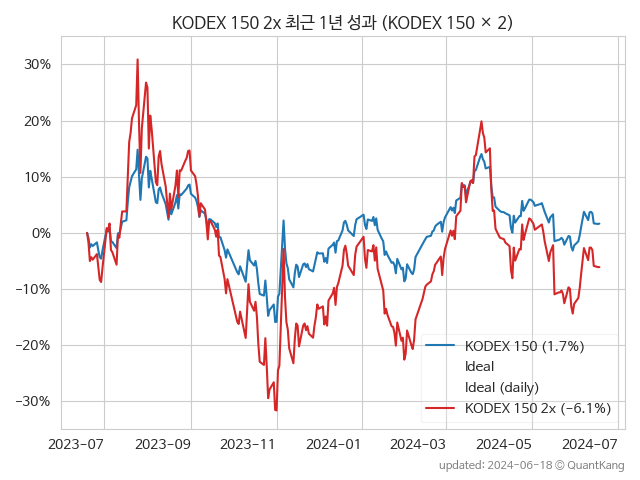 KODEX 150 2x 최근 1년 성과 (KODEX 150 × 2)
30%
20%
10%
0%
−10%
−20%
−30%
KODEX 150 (1.7%)
Ideal
Ideal (daily)
KODEX 150 2x (−6.1%)
2023-07 2023-09 2023-11 2024-01 2024-03 2024-05 2024-07
updated: 2024-06-18 © QuantKang